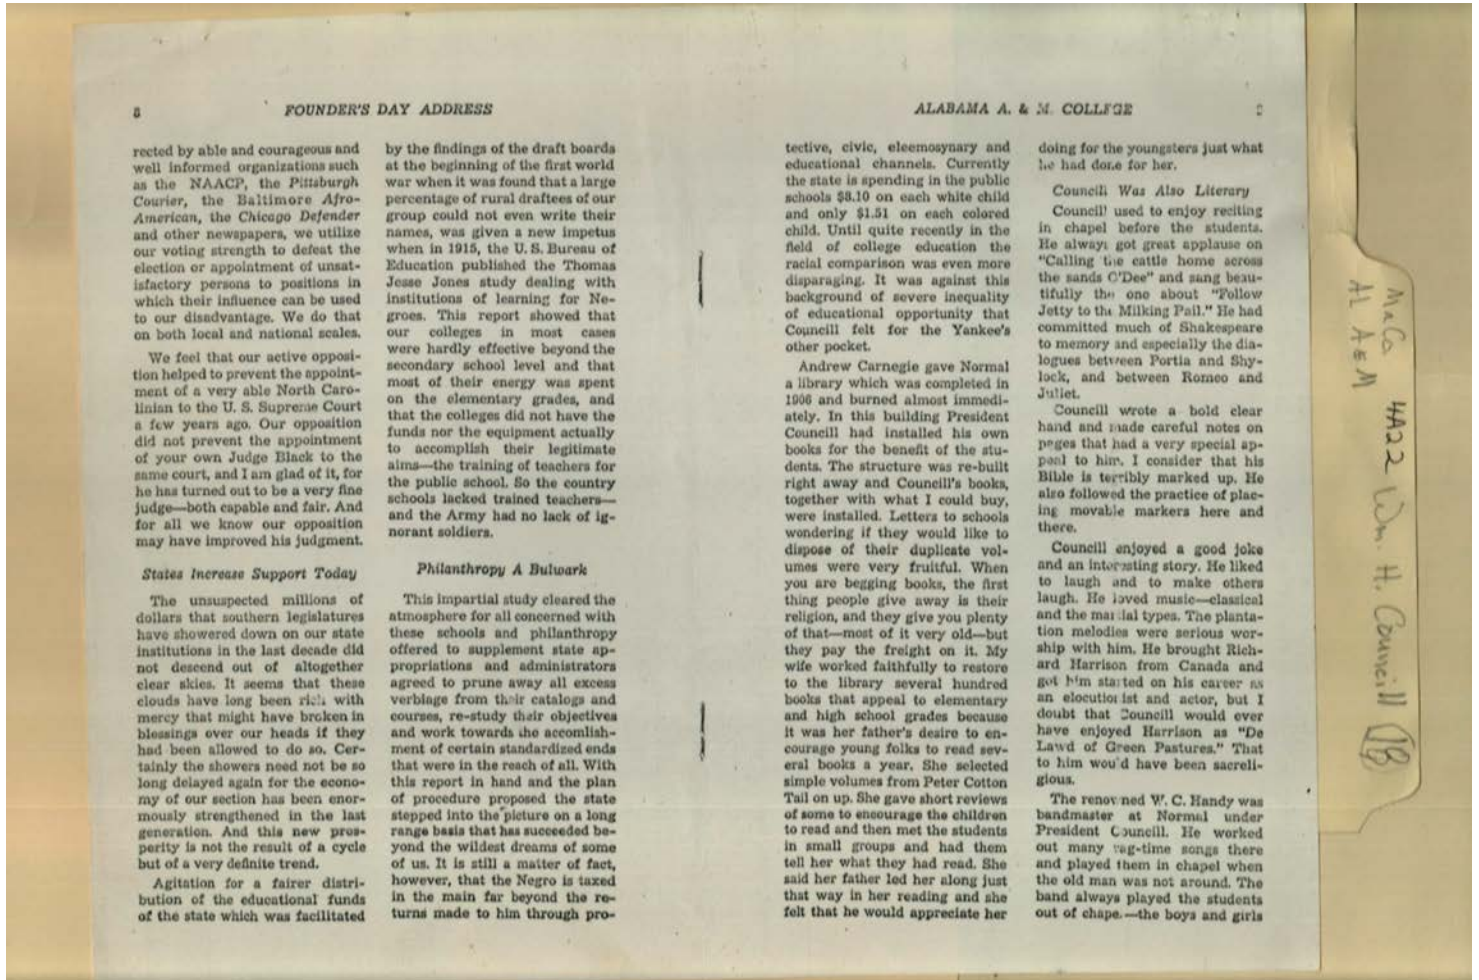 8
FOUNDER'S DAY ADDRESS
rected by able and courageous and
well informed organizations such
as the NAACP, the Pittsburgh
Courier, the Baltimore Afro-
American, the Chicago Defender
and other newspapers, we utilize
our voting strength to defeat the
election or appointment of unsat-
isfactory persons to positions in
which their influence can be used
to our disadvantage. We do that
on both local and national scales.
We feel that our active opposi-
tion helped to prevent the appoint-
ment of a very able North Caro-
linian to the U. S. Supreme Court
a few years ago. Our opposition
did not prevent the appointment
of your own Judge Black to the
same court, and I am glad of it, for
he has turned out to be a very fine
judge—both capable and fair. And
for all we know our opposition
may have improved his judgment.
States Increase Support Today
The unsuspected millions of
dollars that southern legislatures
have showered down on our state
institutions in the last decade did
not descend out of altogether
clear skies. It seems that these
clouds have long been rich with
mercy that might have broken in
blessings over our heads if they
had been allowed to do so. Cer-
tainly the showers need not be so
long delayed again for the econo-
my of our section has been enor-
mously strengthened in the last
generation. And this new pros-
perity is not the result of a cycle
but of a very definite trend.
Agitation for a fairer distri-
bution of the educational funds
of the state which was facilitated
by the findings of the draft boards
at the beginning of the first world
war when it was found that a large
percentage of rural draftees of our
group could not even write their
names, was given a new impetus
when in 1915, the U. S. Bureau of
Education published the Thomas
Jesse Jones study dealing with
institutions of learning for Ne-
groes. This report showed that
our colleges in most cases
were hardly effective beyond the
secondary school level and that
most of their energy was spent
on the elementary grades, and
that the colleges did not have the
funds nor the equipment actually
to accomplish their legitimate
aims—the training of teachers for
the public school. So the country
schools lacked trained teachers—
and the Army had no lack of ig-
norant soldiers.
Philanthropy A Bulwark
This impartial study cleared the
atmosphere for all concerned with
these schools and philanthropy
offered to supplement state ap-
propriations and administrators
agreed to prune away all excess
verbiage from their catalogs and
courses, re-study their objectives
and work towards the accomlish-
ment of certain standardized ends
that were in the reach of all. With
this report in hand and the plan
of procedure proposed the state
stepped into the picture on a long
range basis that has succeeded be-
yond the wildest dreams of some
of us. It is still a matter of fact,
however, that the Negro is taxed
in the main far beyond the re-
turns made to him through pro-
ALABAMA A. & M. COLLEGE
tective, civic, eleemosynary and
educational channels. Currently
the state is spending in the public
schools $8.10 on each white child
and only $1.51 on each colored
child. Until quite recently in the
field of college education the
racial comparison was even more
disparaging. It was against this
background of severe inequality
of educational opportunity that
Councill felt for the Yankee's
other pocket.
Andrew Carnegie gave Normal
a library which was completed in
1906 and burned almost immedi-
ately. In this building President
Councill had installed his own
books for the benefit of the stu-
dents. The structure was re-built
right away and Councill's books,
together with what I could buy,
were installed. Letters to schools
wondering if they would like to
dispose of their duplicate vol-
umes were very fruitful. When
you are begging books, the first
thing people give away is their
religion, and they give you plenty
of that—most of it very old—but
they pay the freight on it. My
wife worked faithfully to restore
to the library several hundred
books that appeal to elementary
and high school grades because
it was her father's desire to en-
courage young folks to read sev-
eral books a year. She selected
simple volumes from Peter Cotton
Tail on up. She gave short reviews
of some to encourage the children
to read and then met the students
in small groups and had them
tell her what they had read. She
said her father led her along just
that way in her reading and she
felt that he would appreciate her
doing for the youngsters just what
he had done for her.
Councill Was Also Literary
Councill used to enjoy reciting
in chapel before the students.
He always got great applause on
"Calling the cattle home across
the sands O'Dee" and sang beau-
tifully the one about "Follow
Jetty to the Milking Pail." He had
committed much of Shakespeare
to memory and especially the dia-
logues between Portia and Shy-
lock, and between Romeo and
Juliet.
Councill wrote a bold clear
hand and made careful notes on
pages that had a very special ap-
peal to him. I consider that his
Bible is terribly marked up. He
also followed the practice of plac-
ing movable markers here and
there.
Councill enjoyed a good joke
and an interesting story. He liked
to laugh and to make others
laugh. He loved music—classical
and the martial types. The planta-
tion melodies were serious wor-
ship with him. He brought Rich-
ard Harrison from Canada and
got him started on his career as
an elocutionist and actor, but I
doubt that Councill would ever
have enjoyed Harrison as "De
Lawd of Green Pastures." That
to him would have been sacreli-
gious.
The renowned W. C. Handy was
bandmaster at Normal under
President Councill. He worked
out many rag-time songs there
and played them in chapel when
the old man was not around. The
band always played the students
out of chapel—the boys and girls
MaCo 4A22 Wm. H. Councill
Al A&M